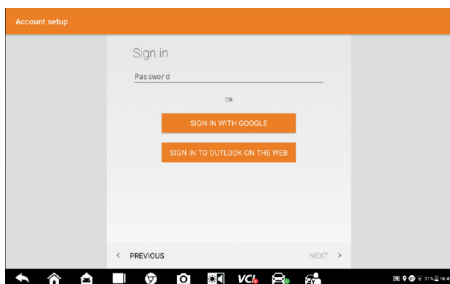 Account setup
Sign in
Password
OR
SIGN IN WITH GOOGLE
SIGN IN TO OUTLOOK ON THE WEB
< PREVIOUS
NEXT >
VCI